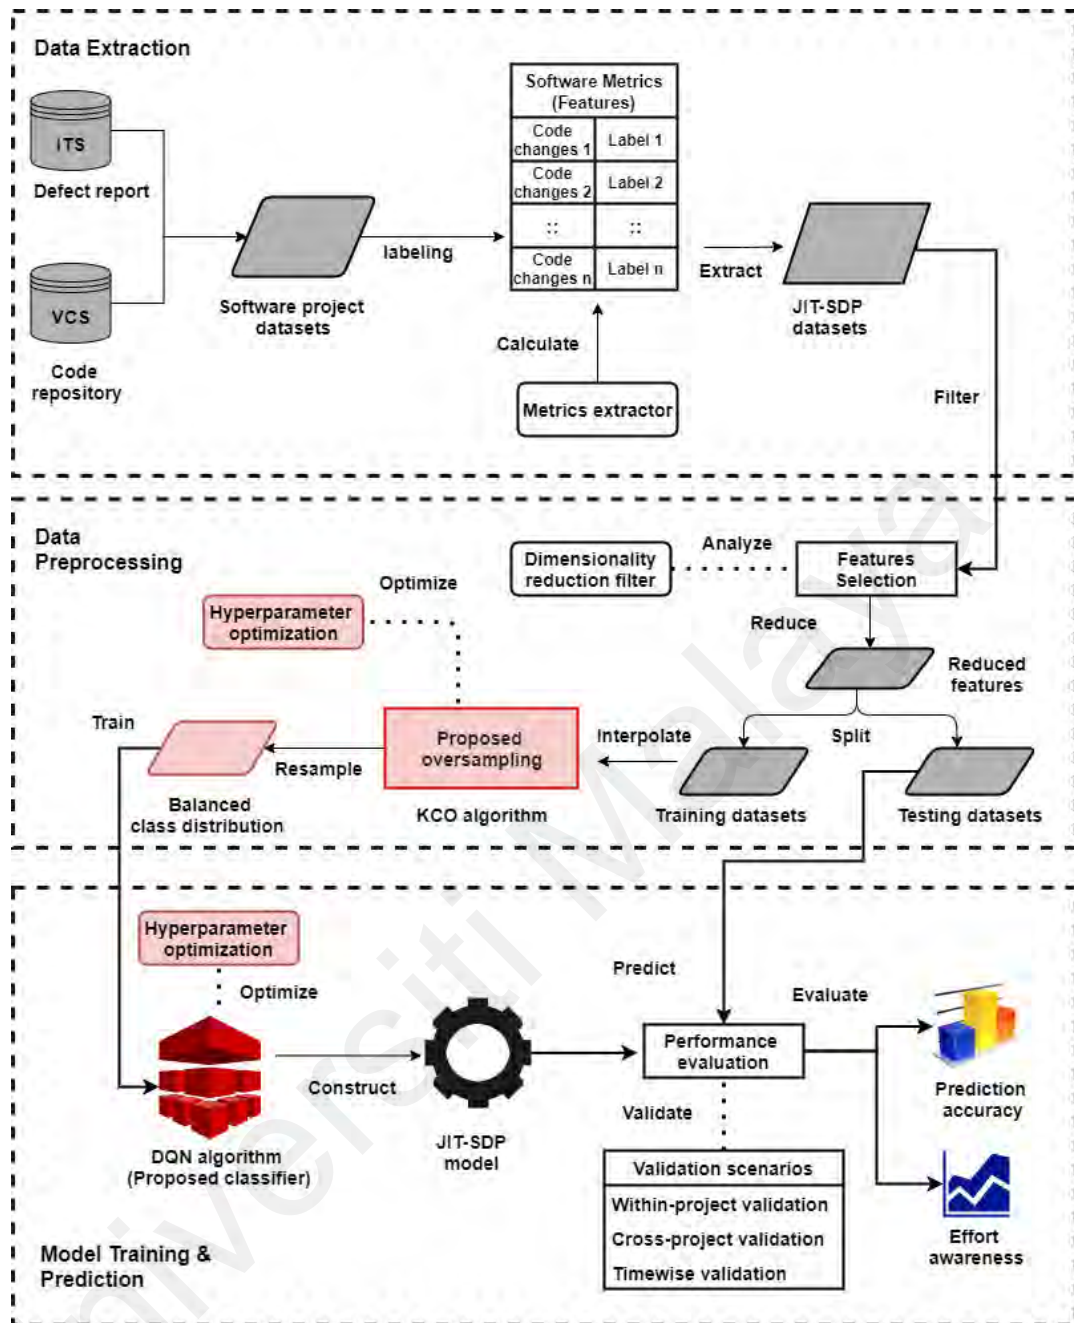 Data Extraction
ITS
Defect report
VCS
Code
repository
Software project
datasets
labeling
Software Metrics
(Features)
Code
changes 1
Label 1
Code
changes 2
Label 2
::
::
Code
changes n
Label n
Calculate
Metrics extractor
Extract
JIT-SDP
datasets
Filter
Data
Preprocessing
Dimensionality
reduction filter
Analyze
Features
Selection
Reduce
Reduced
features
Split
Training datasets
Testing datasets
Interpolate
Optimize
Hyperparameter
optimization
Proposed
oversampling
KCO algorithm
Resample
Balanced
class distribution
Train
Hyperparameter
optimization
Optimize
DQN algorithm
(Proposed classifier)
Construct
JIT-SDP
model
Predict
Performance
evaluation
Evaluate
Prediction
accuracy
Effort
awareness
Validate
Validation scenarios
Within-project validation
Cross-project validation
Timewise validation
Model Training &
Prediction
niversiti Malaya